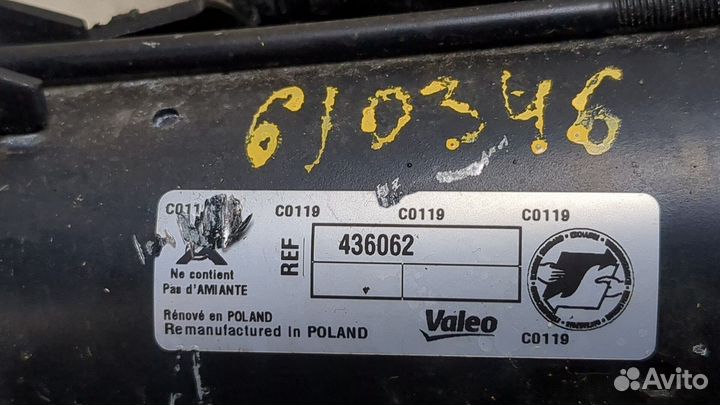 610346
C0119 C0119 C0119
REF 436062
Ne contient
Pas d'AMIANTE
Rénové en POLAND
Remanufactured in POLAND
Valeo
C0119
Avito